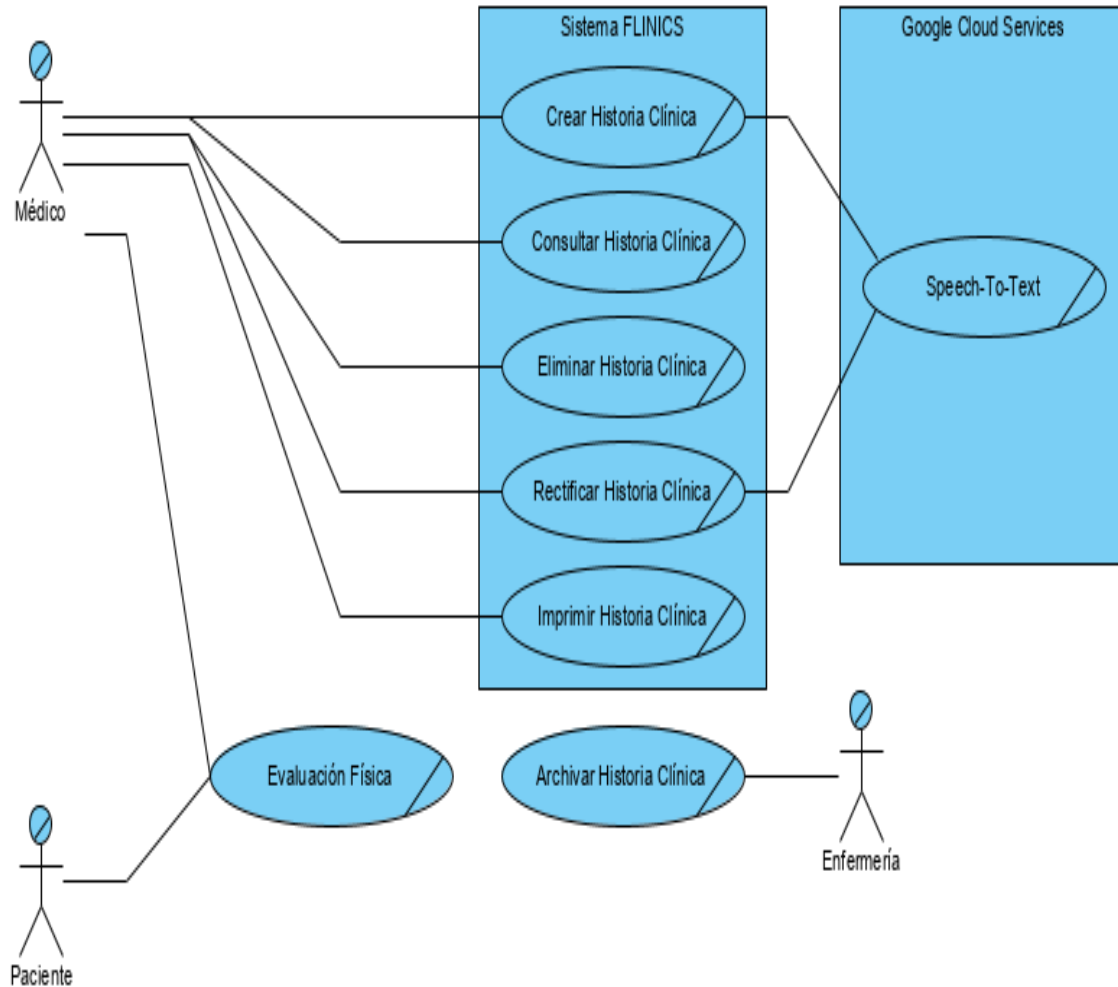 Sistema FLINICS
Google Cloud Services
Crear Historia Clínica
Médico
Consultar Historia Clínica
Speech-To-Text
Eliminar Historia Clínica
Rectificar Historia Clínica
Imprimir Historia Clínica
Evaluación Física
Archivar Historia Clínica
Enfermería
Paciente